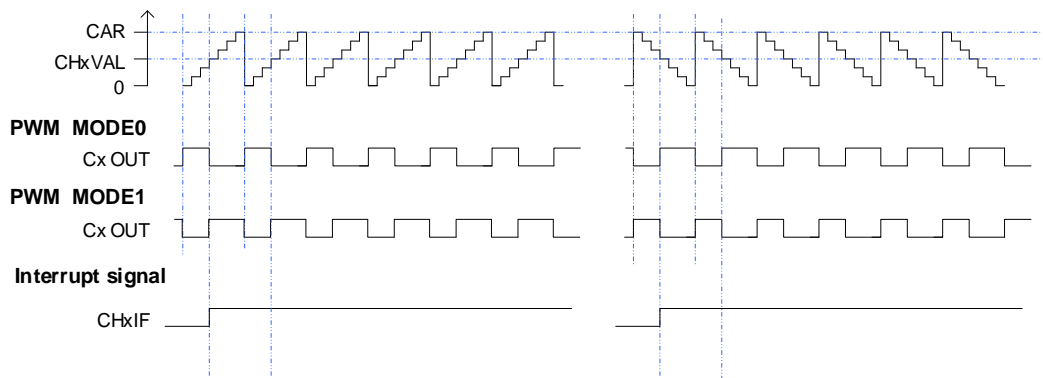 CAR
CHxVAL
0
PWM MODE0
Cx OUT
PWM MODE1
Cx OUT
Interrupt signal
CHxIF